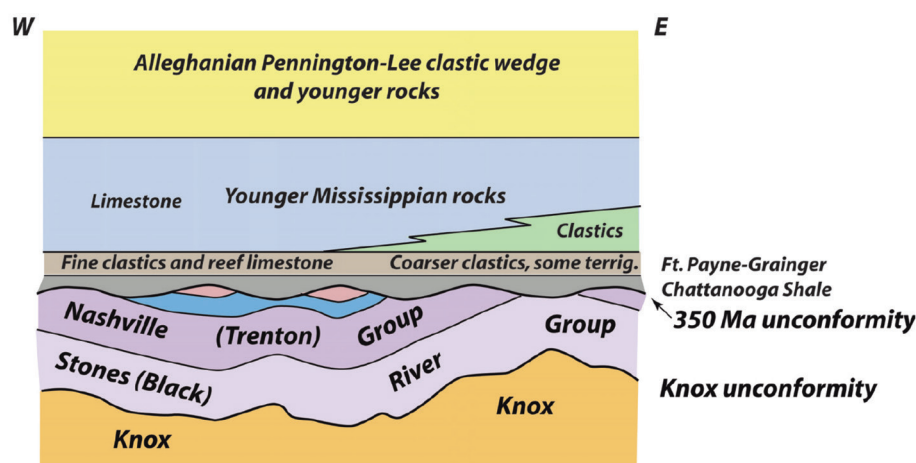 W
E
Alleghanian Pennington-Lee clastic wedge
and younger rocks
Limestone
Younger Mississippian rocks
Clastics
Fine clastics and reef limestone
Coarser clastics, some terrig.
Ft. Payne-Grainger
Chattanooga Shale
350 Ma unconformity
Nashville (Trenton) Group
Group
Stones (Black) River
Knox unconformity
Knox
Knox